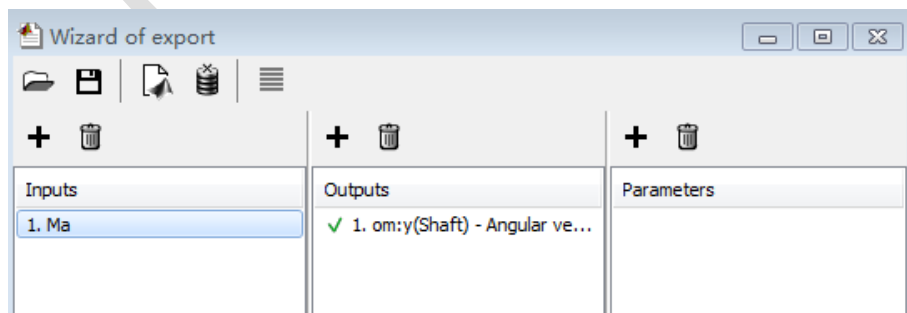 Wizard of export
Inputs
1. Ma
Outputs
1. om:y(Shaft) - Angular ve...
Parameters